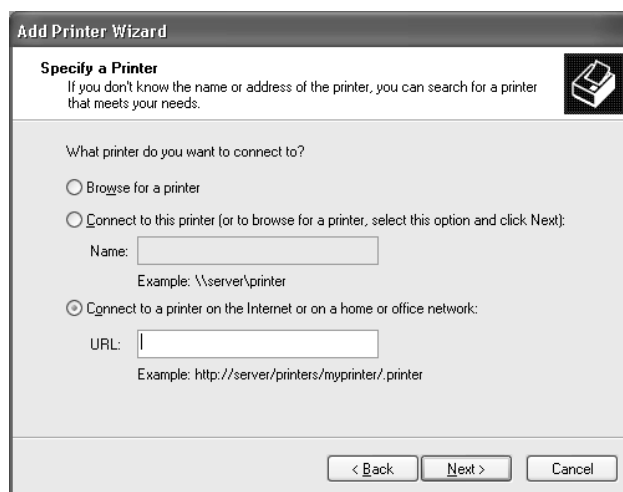 Add Printer Wizard
Specify a Printer
If you don't know the name or address of the printer, you can search for a printer
that meets your needs.
What printer do you want to connect to?
Browse for a printer
Connect to this printer (or to browse for a printer, select this option and click Next):
Name:
Example: \\server\printer
Connect to a printer on the Internet or on a home or office network:
URL:
Example: http://server/printers/myprinter/.printer
< Back Next > Cancel